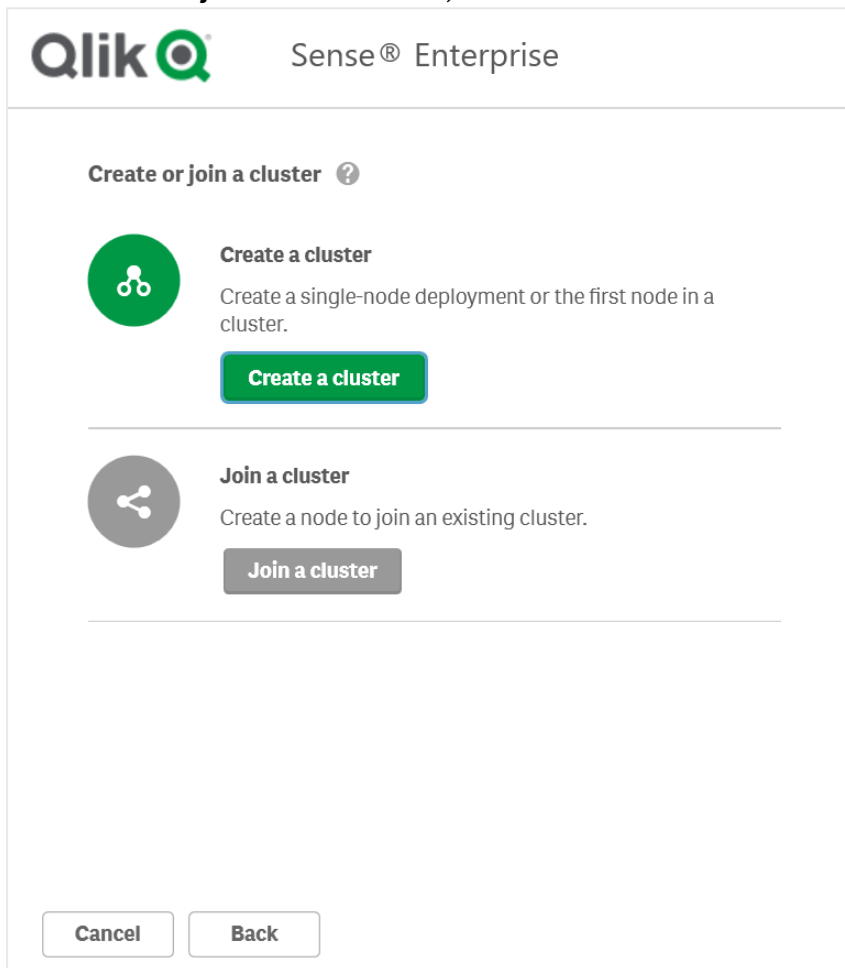 Qlik Sense® Enterprise
Create or join a cluster ?
Create a cluster
Create a single-node deployment or the first node in a
cluster.
Create a cluster
Join a cluster
Create a node to join an existing cluster.
Join a cluster
Cancel Back